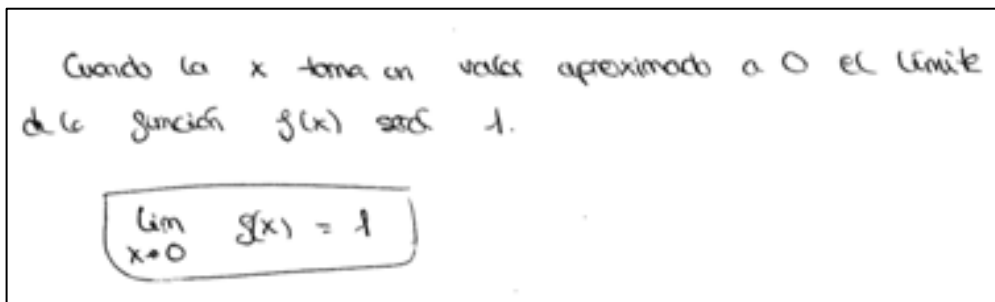 Cuando la x toma un valor aproximado a 0 el límite
de la función f(x) será 1.
lim f(x) = 1
x→0